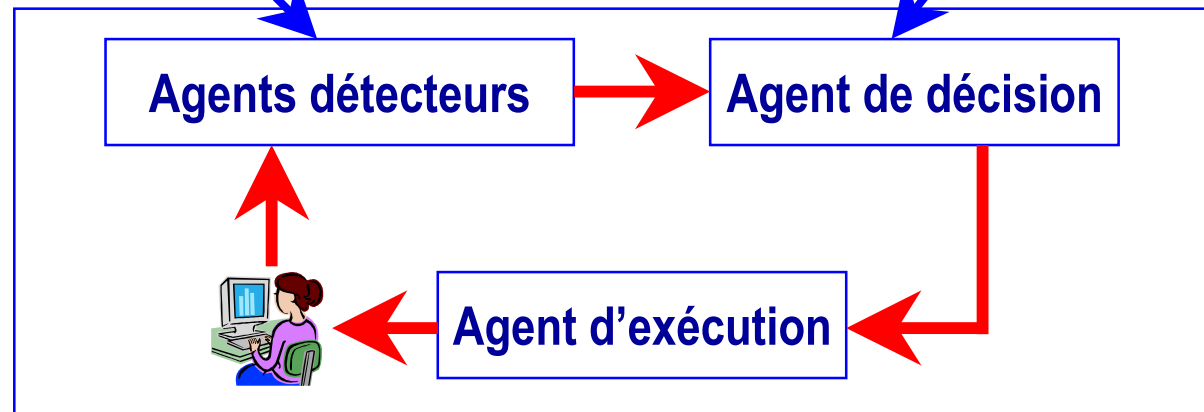 Agents détecteurs
Agent de décision
Agent d’exécution